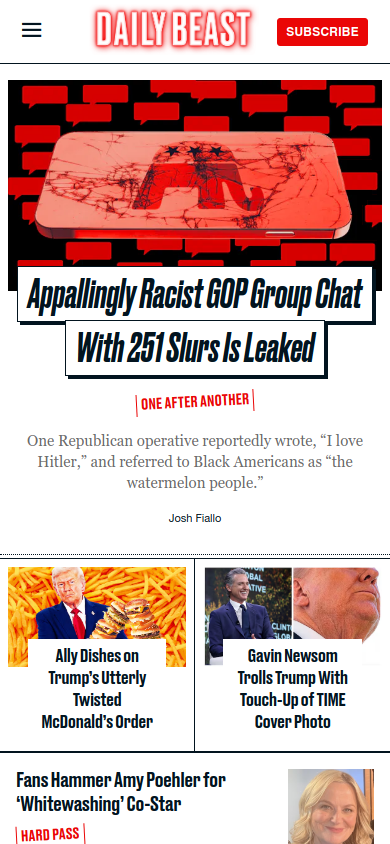 DAILY BEAST
SUBSCRIBE
Appallingly Racist GOP Group Chat
With 251 Slurs Is Leaked
ONE AFTER ANOTHER
One Republican operative reportedly wrote, “I love
Hitler,” and referred to Black Americans as “the
watermelon people.”
Josh Fiallo
Ally Dishes on
Trump’s Utterly
Twisted
McDonald’s Order
Gavin Newsom
Trolls Trump With
Touch-Up of TIME
Cover Photo
Fans Hammer Amy Poehler for
‘Whitewashing’ Co-Star
HARD PASS